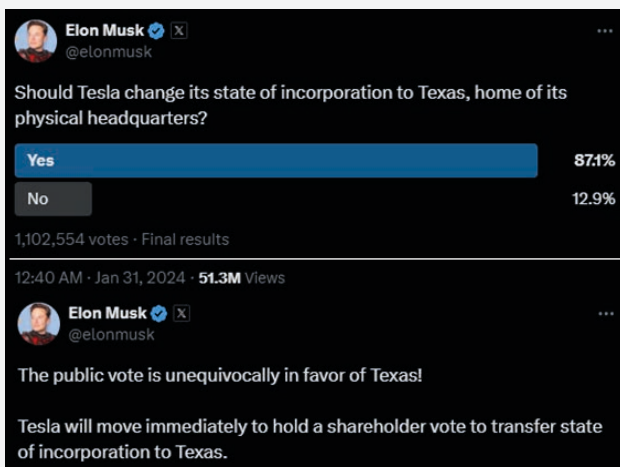 Elon Musk X
@elonmusk
Should Tesla change its state of incorporation to Texas, home of its
physical headquarters?
Yes 87.1%
No 12.9%
1,102,554 votes · Final results
12:40 AM · Jan 31, 2024 · 51.3M Views
Elon Musk X
@elonmusk
The public vote is unequivocally in favor of Texas!
Tesla will move immediately to hold a shareholder vote to transfer state
of incorporation to Texas.